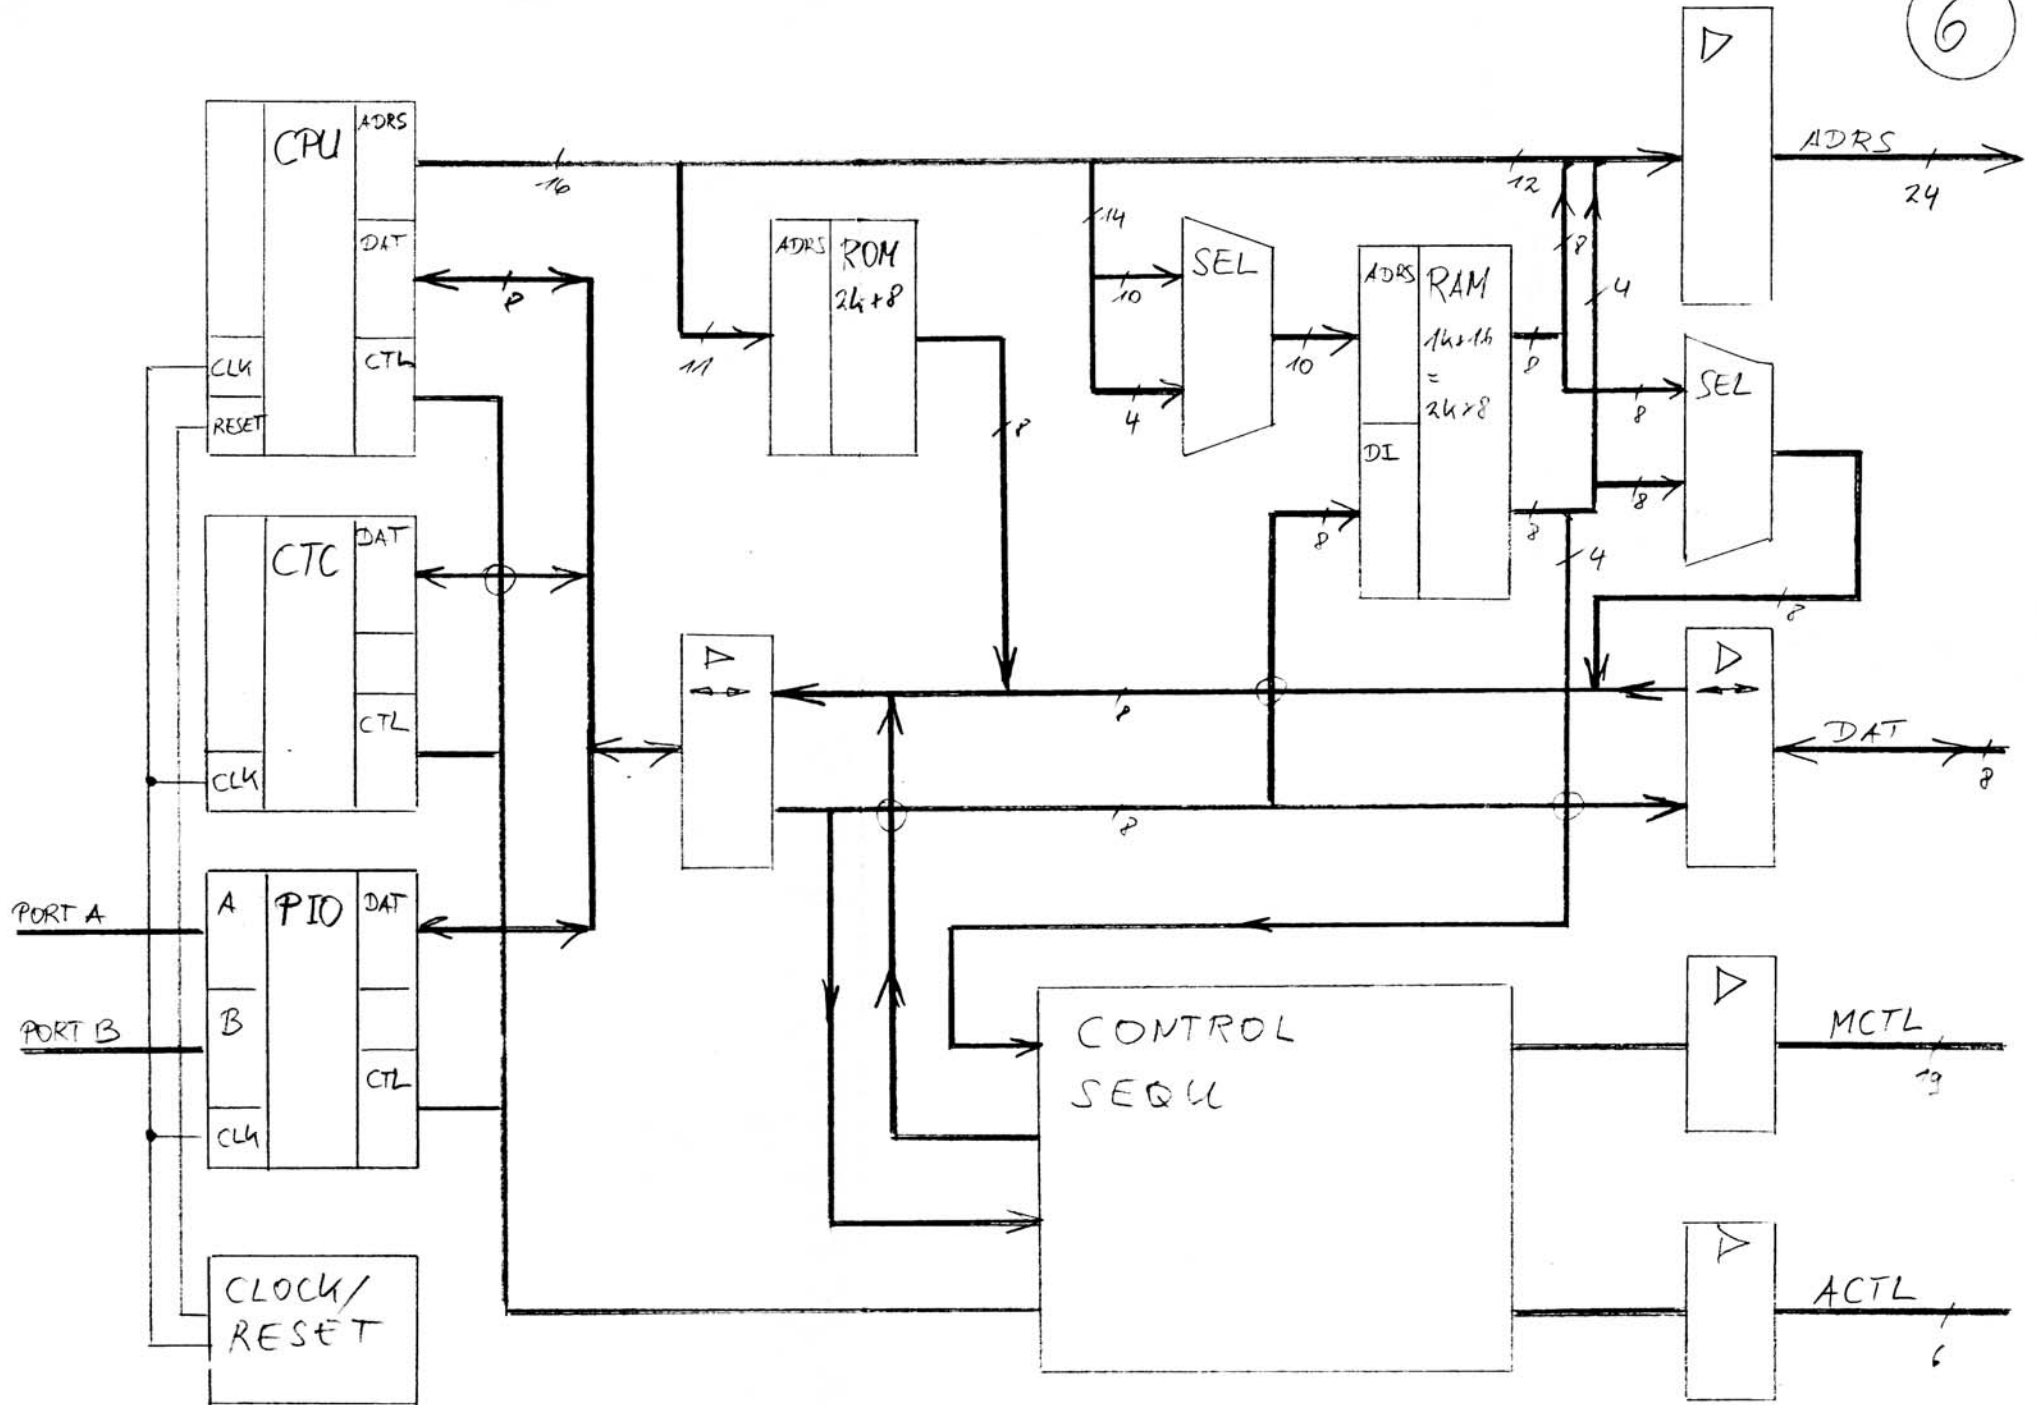 6
ADRS
24
CPU
ADRS
DAT
CTL
CLK
RESET
16
8
12
14
10
4
11
ADRS
ROM
2k×8
8
SEL
10
ADRS
RAM
1k×16
=
2k×8
DI
8
8
8
4
8
8
SEL
8
8
4
CTC
DAT
CTL
CLK
8
8
DAT
8
PORT A
PORT B
A
B
PIO
DAT
CTL
CLK
CONTROL
SEQU
MCTL
19
ACTL
6
CLOCK/
RESET